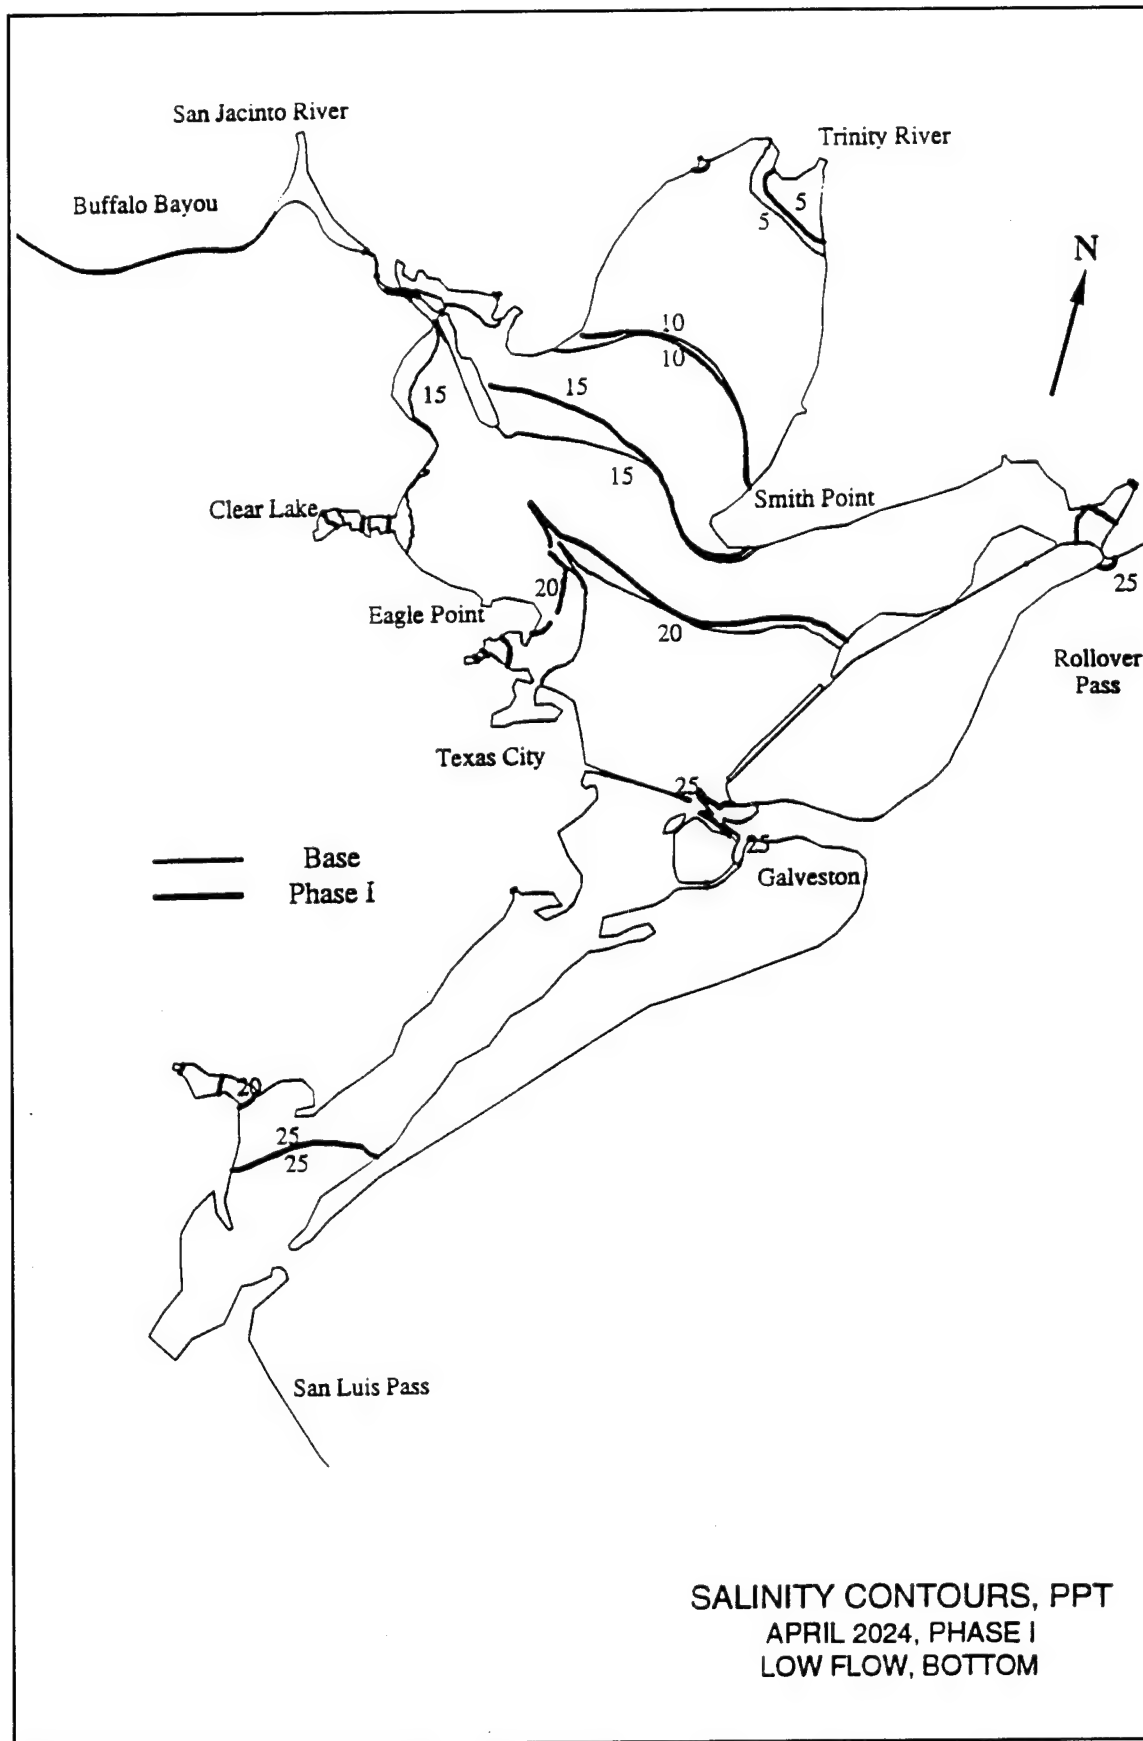 San Jacinto River
Trinity River
Buffalo Bayou
5
5
N
10
10
15
15
15
Smith Point
Clear Lake
25
20
Eagle Point
20
Rollover
Pass
Texas City
25
25
Base
Galveston
Phase I
20
25
25
San Luis Pass
SALINITY CONTOURS, PPT
APRIL 2024, PHASE I
LOW FLOW, BOTTOM